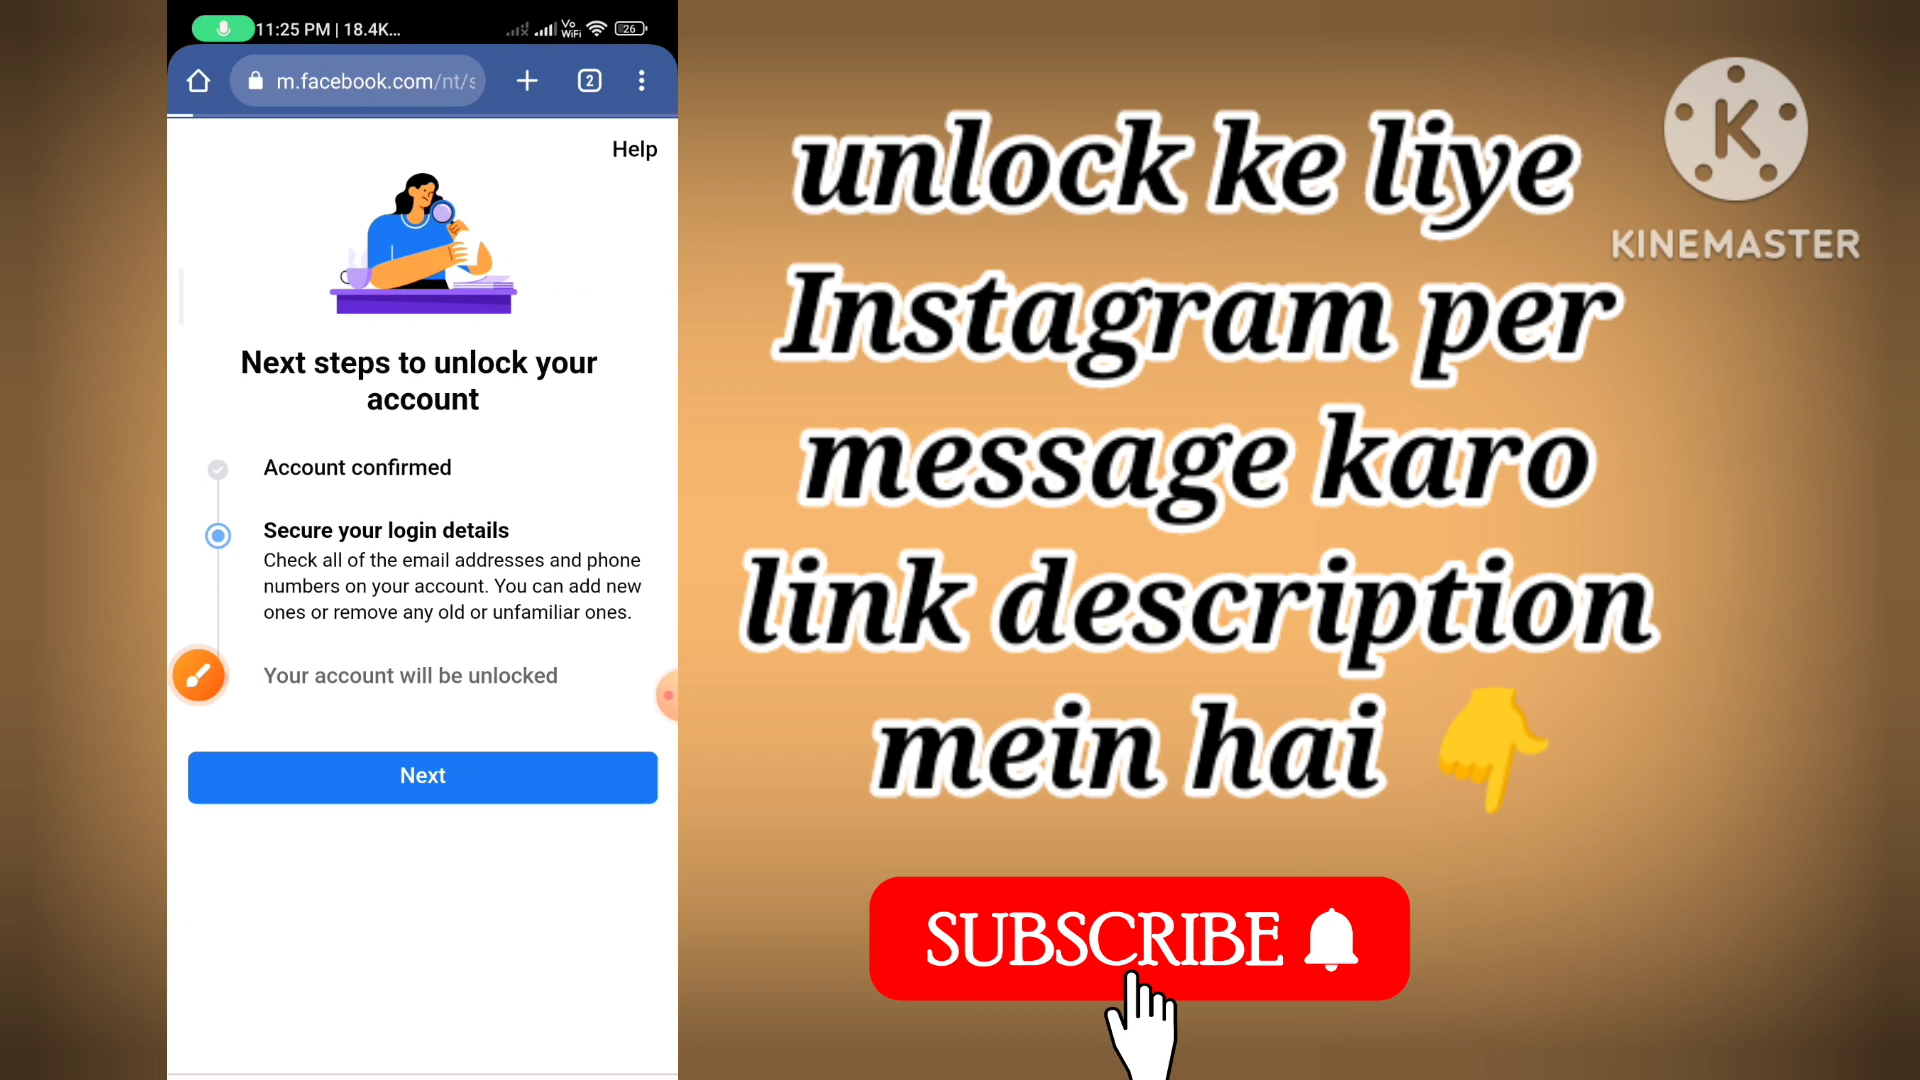 11:25 PM | 18.4K...
Vo
WiFi
26
m.facebook.com/nt/s
2
Help
Next steps to unlock your
account
Account confirmed
Secure your login details
Check all of the email addresses and phone
numbers on your account. You can add new
ones or remove any old or unfamiliar ones.
Your account will be unlocked
Next
unlock ke liye
Instagram per
message karo
link description
mein hai 👇
K
KINEMASTER
SUBSCRIBE